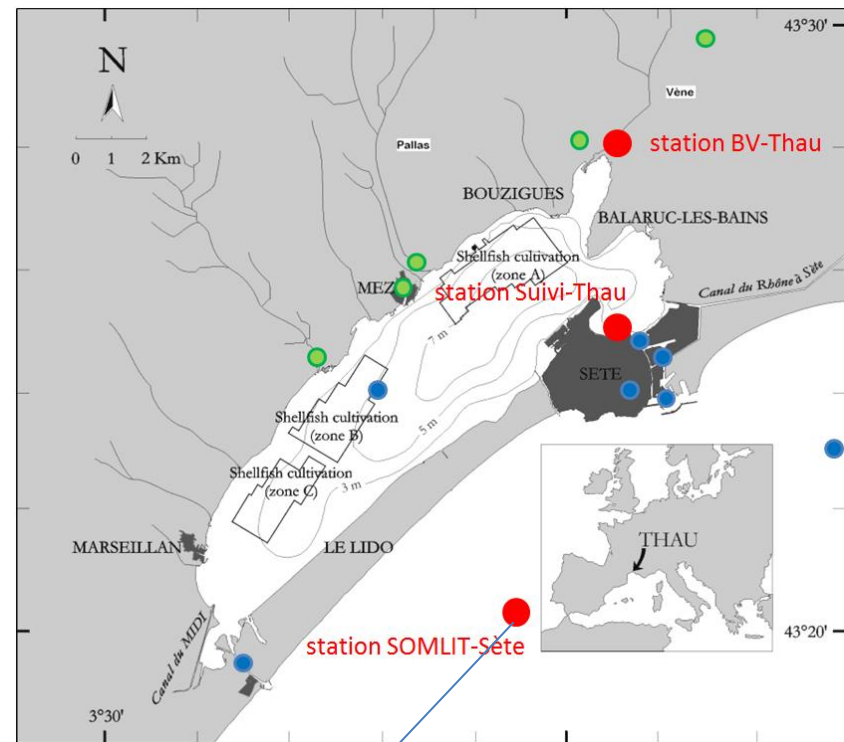 43°30'
N
Vène
0 1 2 Km
Pallas
station BV-Thau
BOUZIGUES
BALARUC-LES-BAINS
Shellfish cultivation
(zone A)
MEZ
station Suivi-Thau
Canal du Rhône à Sète
7 m
SETE
Shellfish cultivation
(zone B)
5 m
Shellfish cultivation
(zone C)
3 m
MARSEILLAN
LE LIDO
THAU
station SOMLIT-Sète
43°20'
Canal du MIDI
3°30'